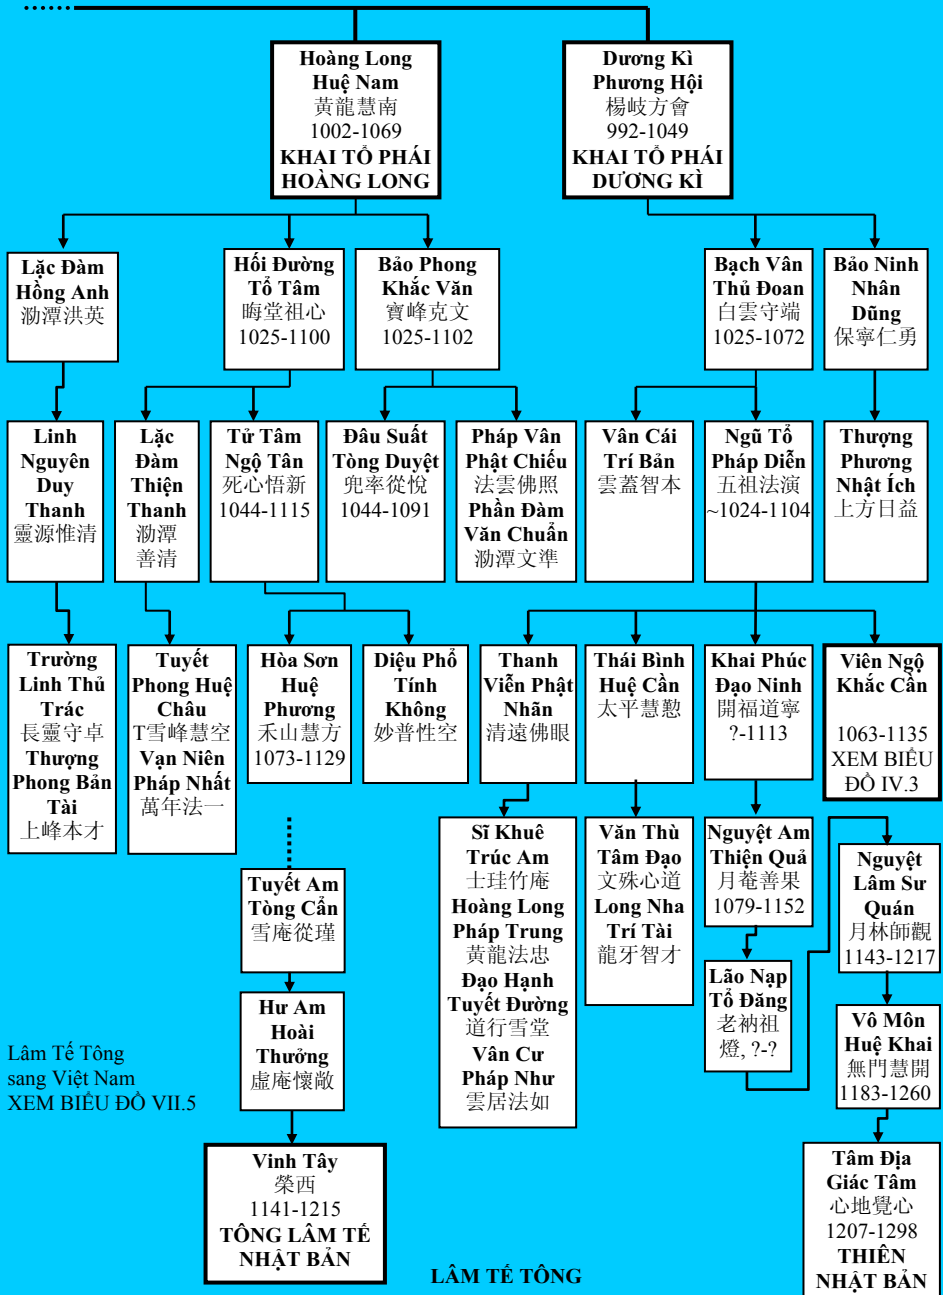 Hoàng Long
Huệ Nam
黃龍慧南
1002-1069
KHAI TỔ PHÁI
HOÀNG LONG
Dương Kì
Phương Hội
楊岐方會
992-1049
KHAI TỔ PHÁI
DƯƠNG KÌ
Lặc Đàm
Hồng Anh
泐潭洪英
Hối Đường
Tổ Tâm
晦堂祖心
1025-1100
Bảo Phong
Khắc Văn
寶峰克文
1025-1102
Bạch Vân
Thủ Đoan
白雲守端
1025-1072
Bảo Ninh
Nhân
Dũng
保寧仁勇
Linh
Nguyên
Duy
Thanh
靈源惟清
Lặc
Đàm
Thiện
Thanh
泐潭
善清
Tử Tâm
Ngộ Tân
死心悟新
1044-1115
Đâu Suất
Tòng Duyệt
兜率從悅
1044-1091
Pháp Vân
Phật Chiếu
法雲佛照
Phần Đàm
Văn Chuẩn
泐潭文準
Vân Cái
Trí Bản
雲蓋智本
Ngũ Tổ
Pháp Diễn
五祖法演
~1024-1104
Thượng
Phương
Nhật Ích
上方日益
Trường
Linh Thủ
Trác
長靈守卓
Thượng
Phong Bản
Tài
上峰本才
Tuyết
Phong Huệ
Châu
T雪峰慧空
Vạn Niên
Pháp Nhất
萬年法一
Hòa Sơn
Huệ
Phương
禾山慧方
1073-1129
Diệu Phổ
Tính
Không
妙普性空
Thanh
Viễn Phật
Nhãn
清遠佛眼
Thái Bình
Huệ Cần
太平慧懃
Khai Phúc
Đạo Ninh
開福道寧
?-1113
Viên Ngộ
Khắc Cần
1063-1135
XEM BIỂU
ĐỒ IV.3
Sĩ Khuê
Trúc Am
士珪竹庵
Hoàng Long
Pháp Trung
黃龍法忠
Đạo Hạnh
Tuyết Đường
道行雪堂
Vân Cư
Pháp Như
雲居法如
Văn Thù
Tâm Đạo
文殊心道
Long Nha
Trí Tài
龍牙智才
Nguyệt Am
Thiện Quả
月菴善果
1079-1152
Nguyệt
Lâm Sư
Quán
月林師觀
1143-1217
Tuyết Am
Tòng Cẩn
雪庵從瑾
Lão Nạp
Tổ Đăng
老衲祖
燈, ?-?
Hư Am
Hoài
Thưởng
虛庵懷敞
Vô Môn
Huệ Khai
無門慧開
1183-1260
Lâm Tế Tông
sang Việt Nam
XEM BIỂU ĐỒ VII.5
Vinh Tây
榮西
1141-1215
TÔNG LÂM TẾ
NHẬT BẢN
Tâm Địa
Giác Tâm
心地覺心
1207-1298
THIÊN
NHẬT BẢN
LÂM TẾ TÔNG